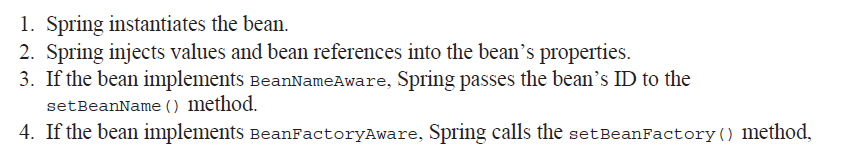 1. Spring instantiates the bean.
2. Spring injects values and bean references into the bean’s properties.
3. If the bean implements BeanNameAware, Spring passes the bean’s ID to the
setBeanName() method.
4. If the bean implements BeanFactoryAware, Spring calls the setBeanFactory() method,